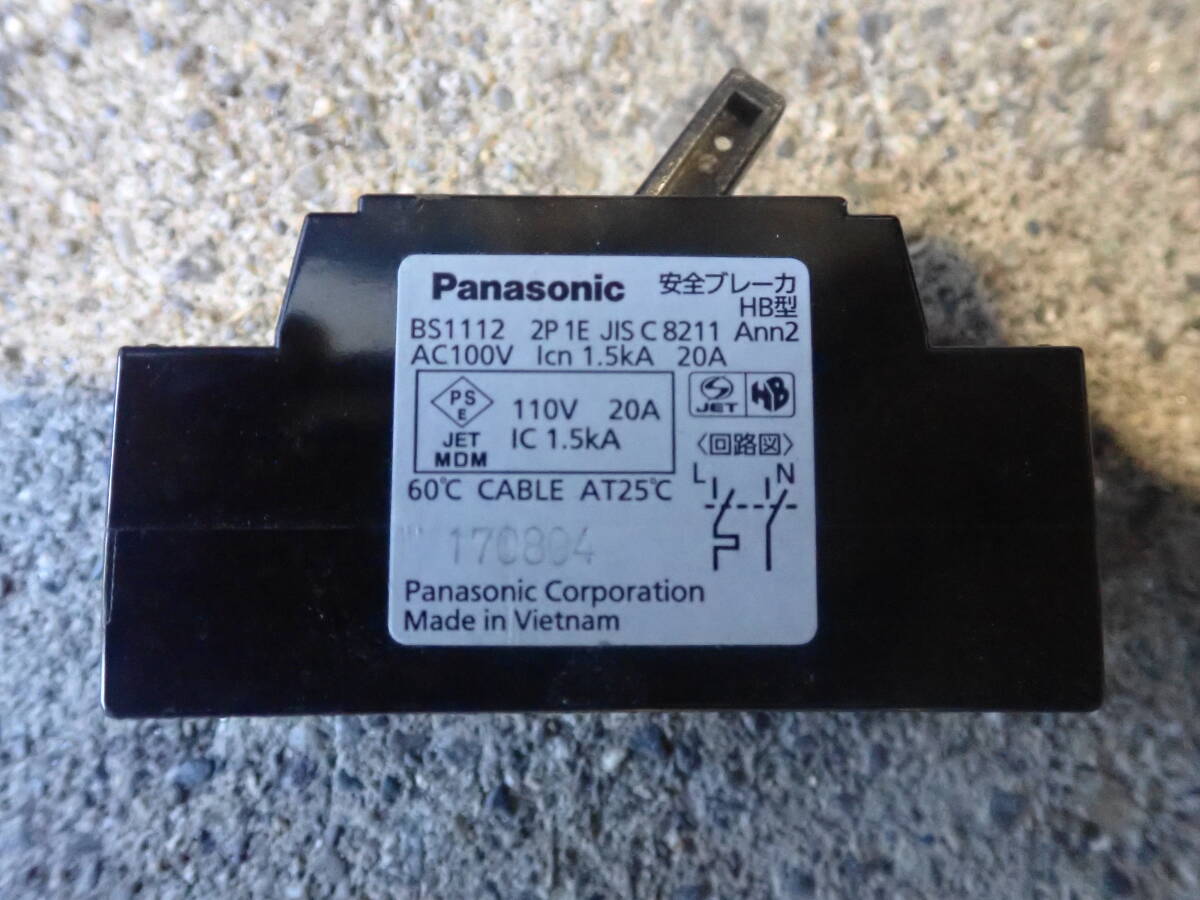 Panasonic 安全ブレーカ
HB型
BS1112 2P1E JIS C 8211 Ann2
AC100V Icn 1.5kA 20A
PS
E
110V 20A
JET
IC 1.5kA
MDM
JET HB
〈回路図〉
60℃ CABLE AT25℃
L N
170804
Panasonic Corporation
Made in Vietnam